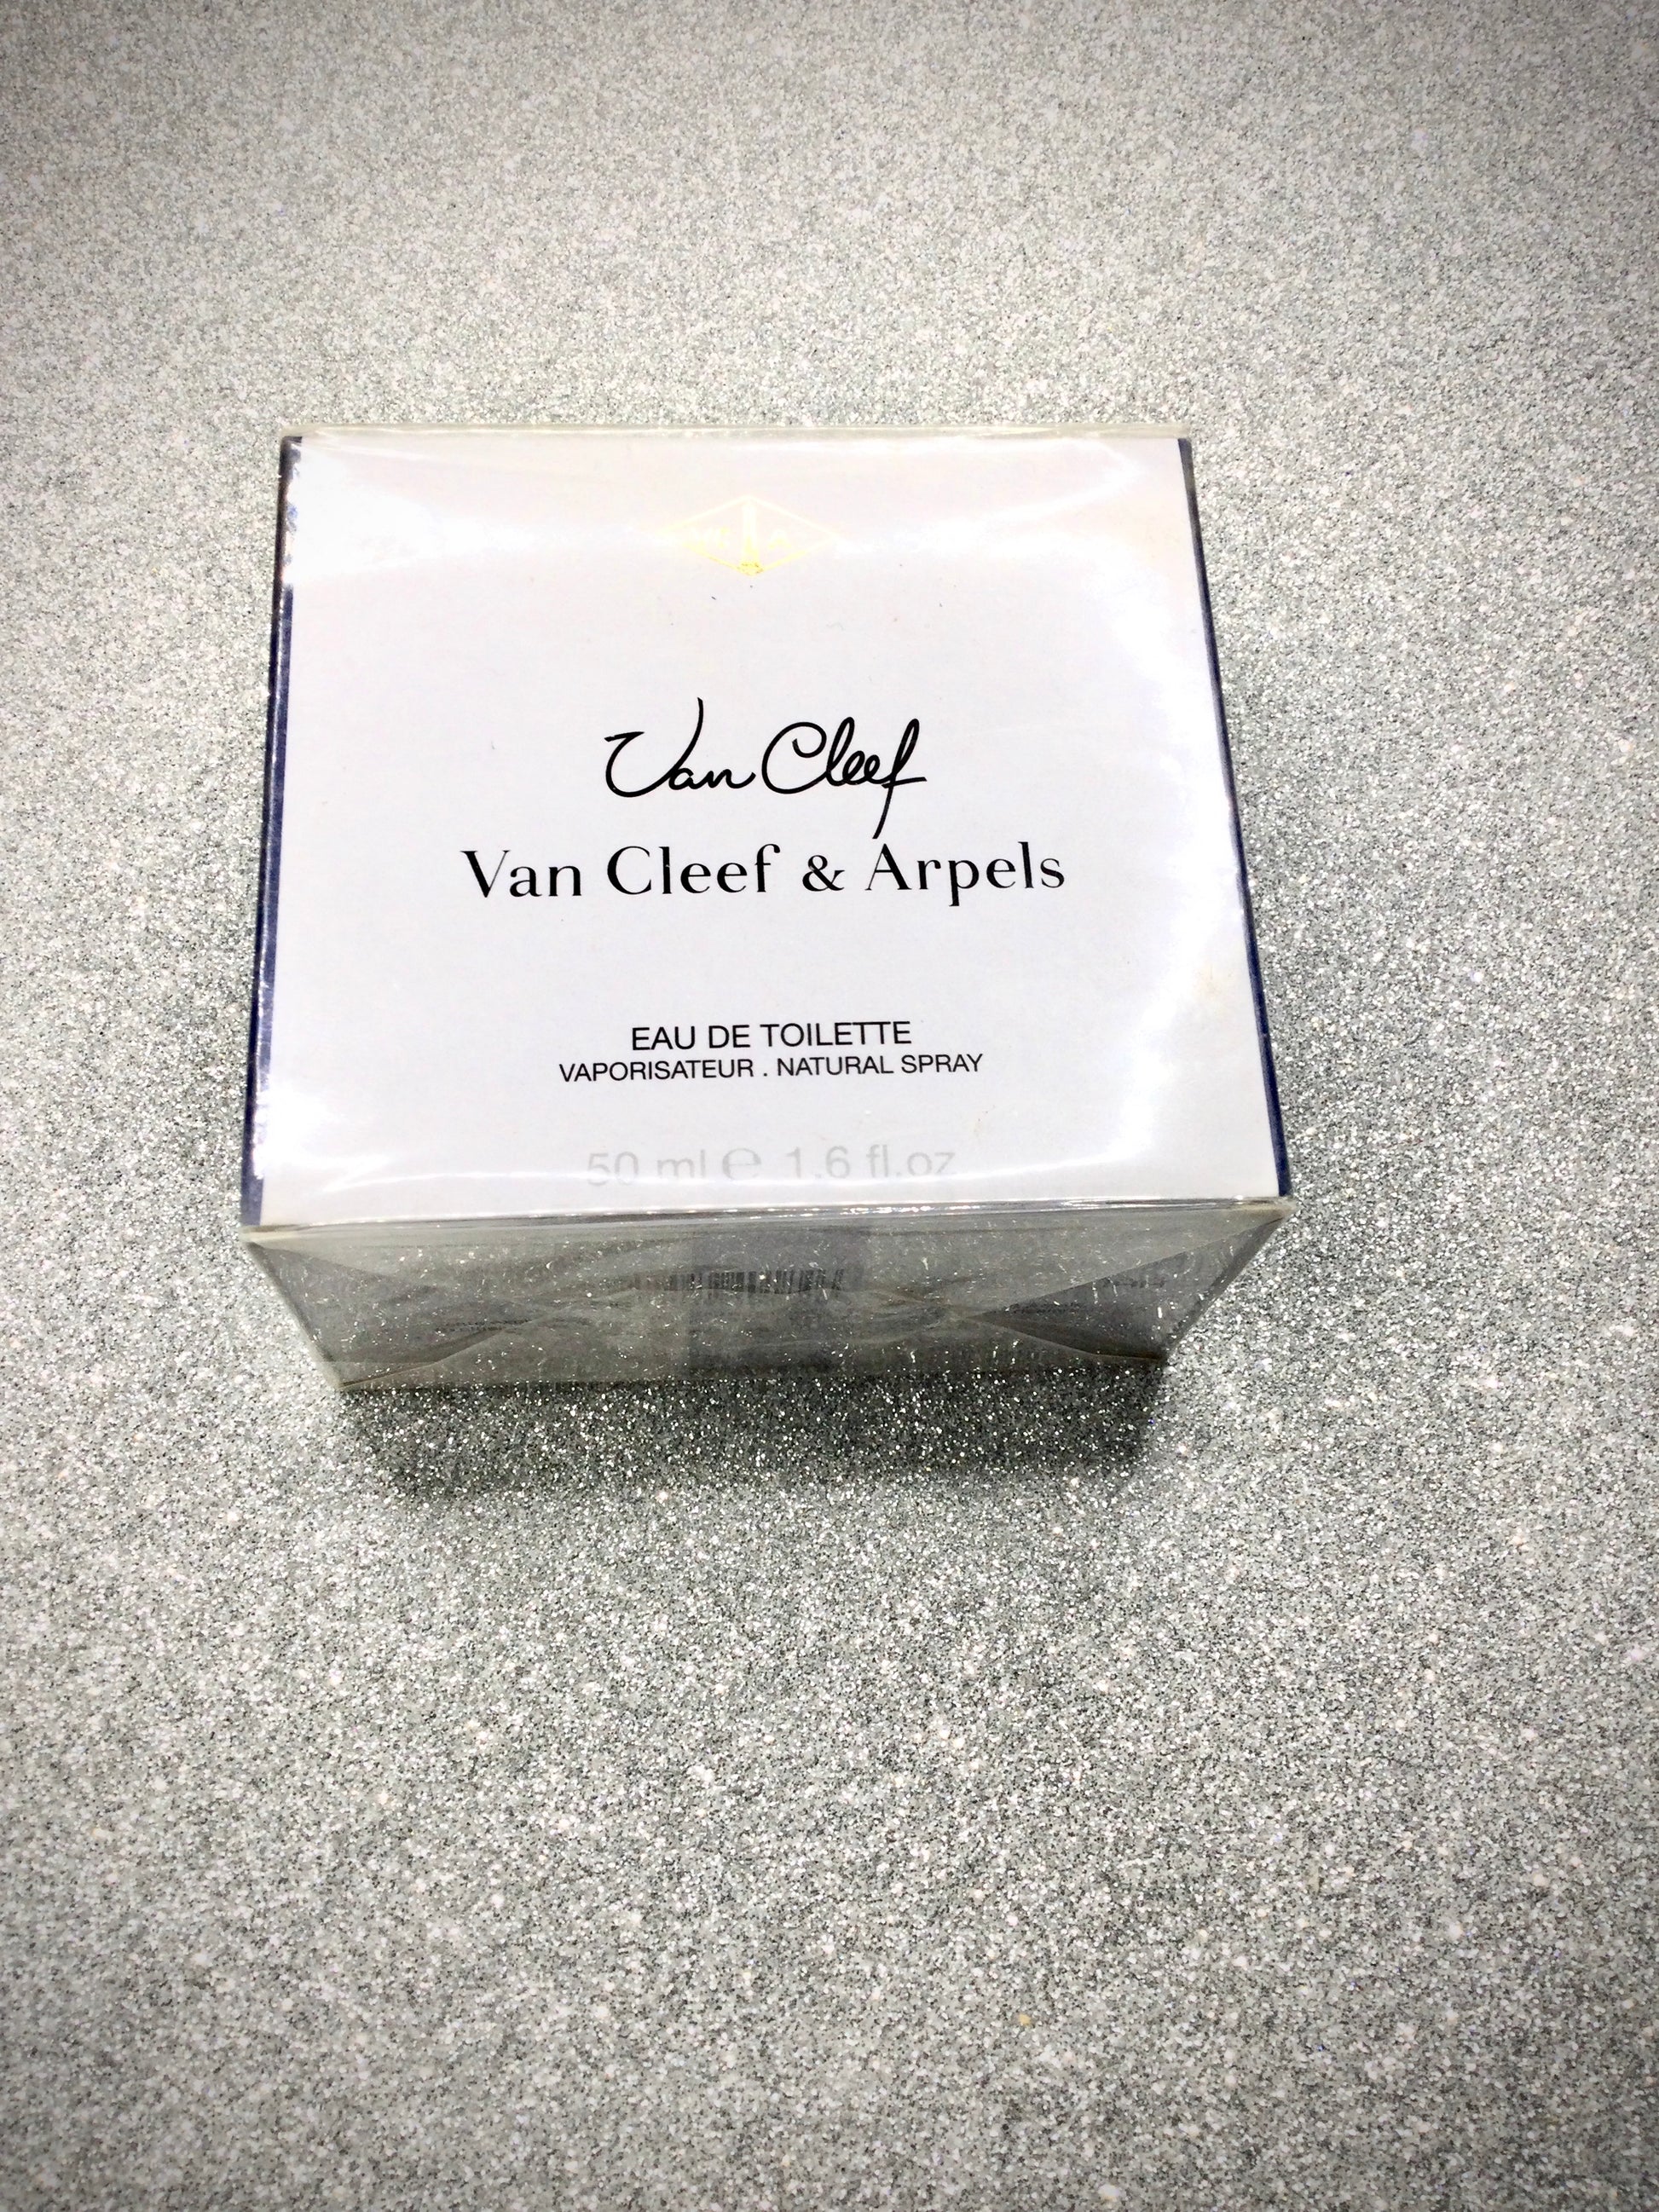 Van Cleef
Van Cleef & Arpels
EAU DE TOILETTE
VAPORISATEUR . NATURAL SPRAY
50 ml ℮ 1.6 fl.oz